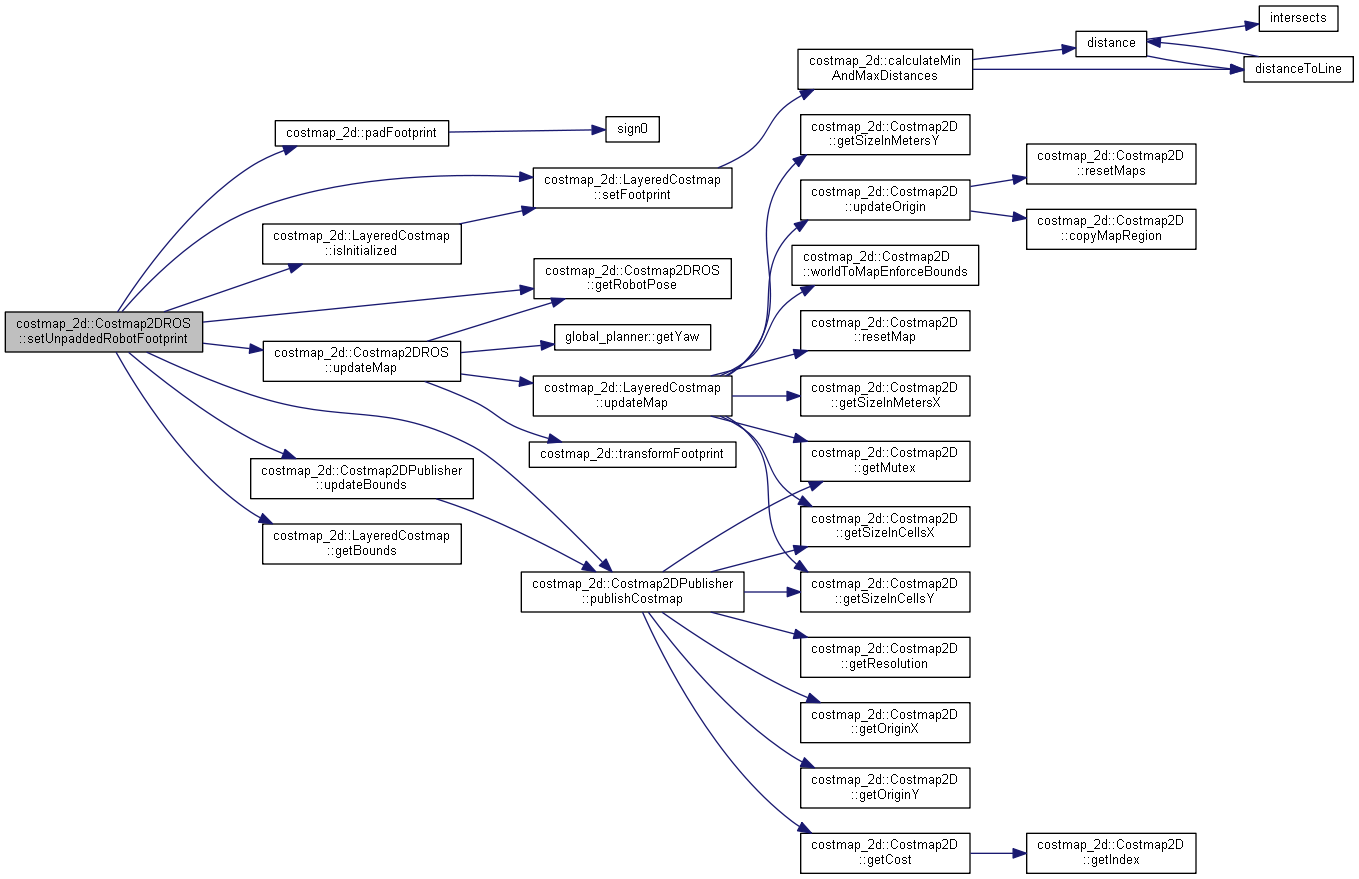 intersects
distance
costmap_2d::calculateMin
AndMaxDistances
distanceToLine
costmap_2d::padFootprint
sign0
costmap_2d::Costmap2D
::getSizeInMetersY
costmap_2d::Costmap2D
::resetMaps
costmap_2d::LayeredCostmap
::setFootprint
costmap_2d::Costmap2D
::updateOrigin
costmap_2d::Costmap2D
::copyMapRegion
costmap_2d::LayeredCostmap
::isInitialized
costmap_2d::Costmap2DROS
::getRobotPose
costmap_2d::Costmap2D
::worldToMapEnforceBounds
costmap_2d::Costmap2DROS
::setUnpaddedRobotFootprint
global_planner::getYaw
costmap_2d::Costmap2D
::resetMap
costmap_2d::Costmap2DROS
::updateMap
costmap_2d::LayeredCostmap
::updateMap
costmap_2d::Costmap2D
::getSizeInMetersX
costmap_2d::transformFootprint
costmap_2d::Costmap2D
::getMutex
costmap_2d::Costmap2DPublisher
::updateBounds
costmap_2d::LayeredCostmap
::getBounds
costmap_2d::Costmap2D
::getSizeInCellsX
costmap_2d::Costmap2DPublisher
::publishCostmap
costmap_2d::Costmap2D
::getSizeInCellsY
costmap_2d::Costmap2D
::getResolution
costmap_2d::Costmap2D
::getOriginX
costmap_2d::Costmap2D
::getOriginY
costmap_2d::Costmap2D
::getCost
costmap_2d::Costmap2D
::getIndex